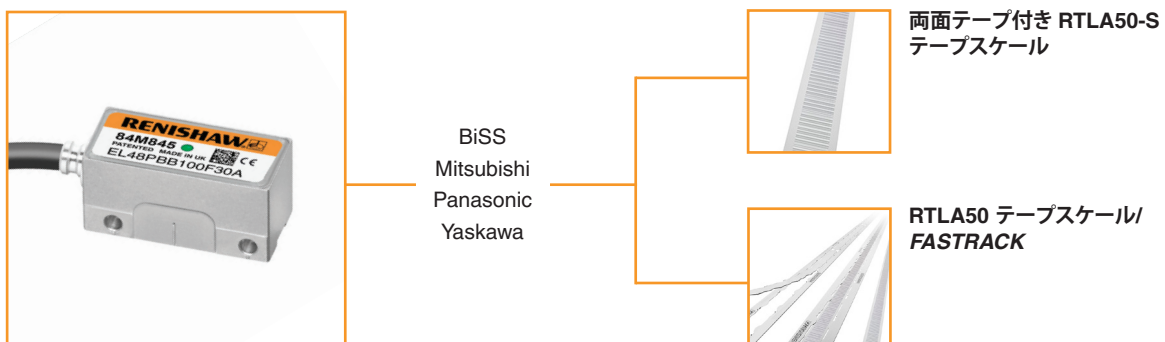 RENISHAW
84M845
PATENTED MADE IN UK
EL48PBB100F30A
BiSS
Mitsubishi
Panasonic
Yaskawa
両面テープ付き RTLA50-S
テープスケール
RTLA50 テープスケール/
FASTRACK